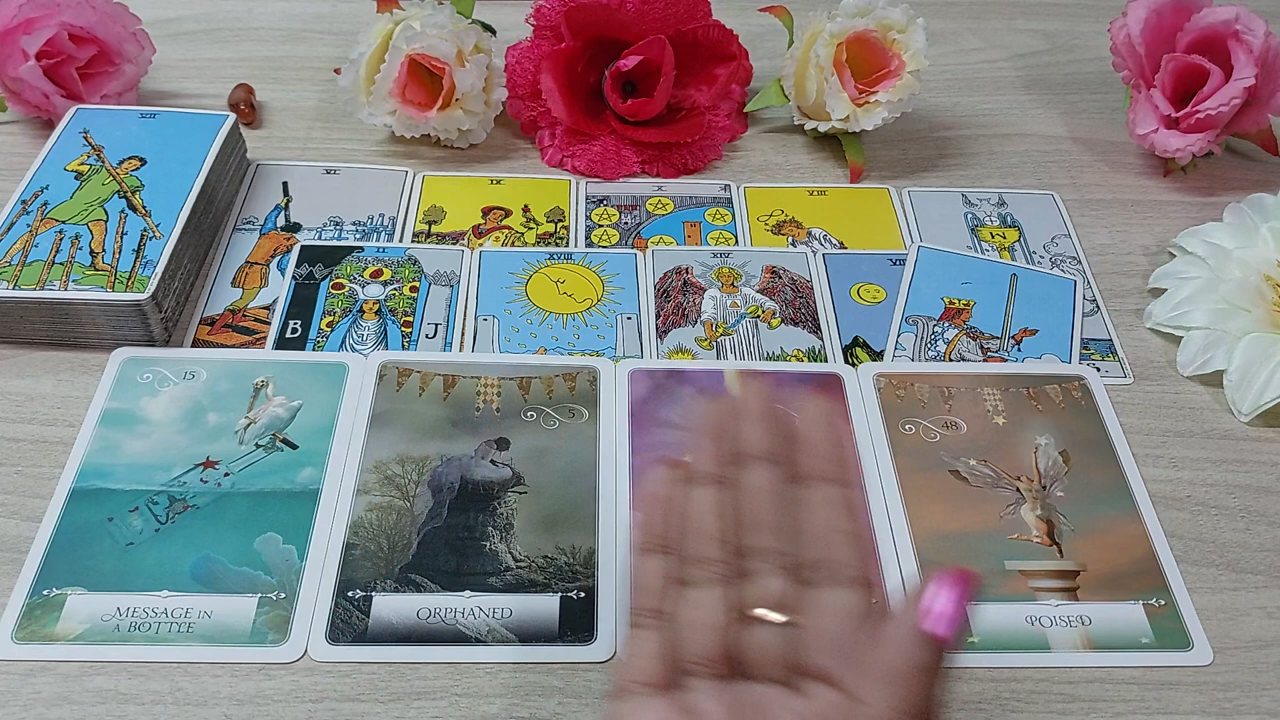 VII
VI
IX
X
VIII
B
J
II
XVIII
XIV
15
MESSAGE IN
A BOTTLE
5
ORPHANED
48
POISED